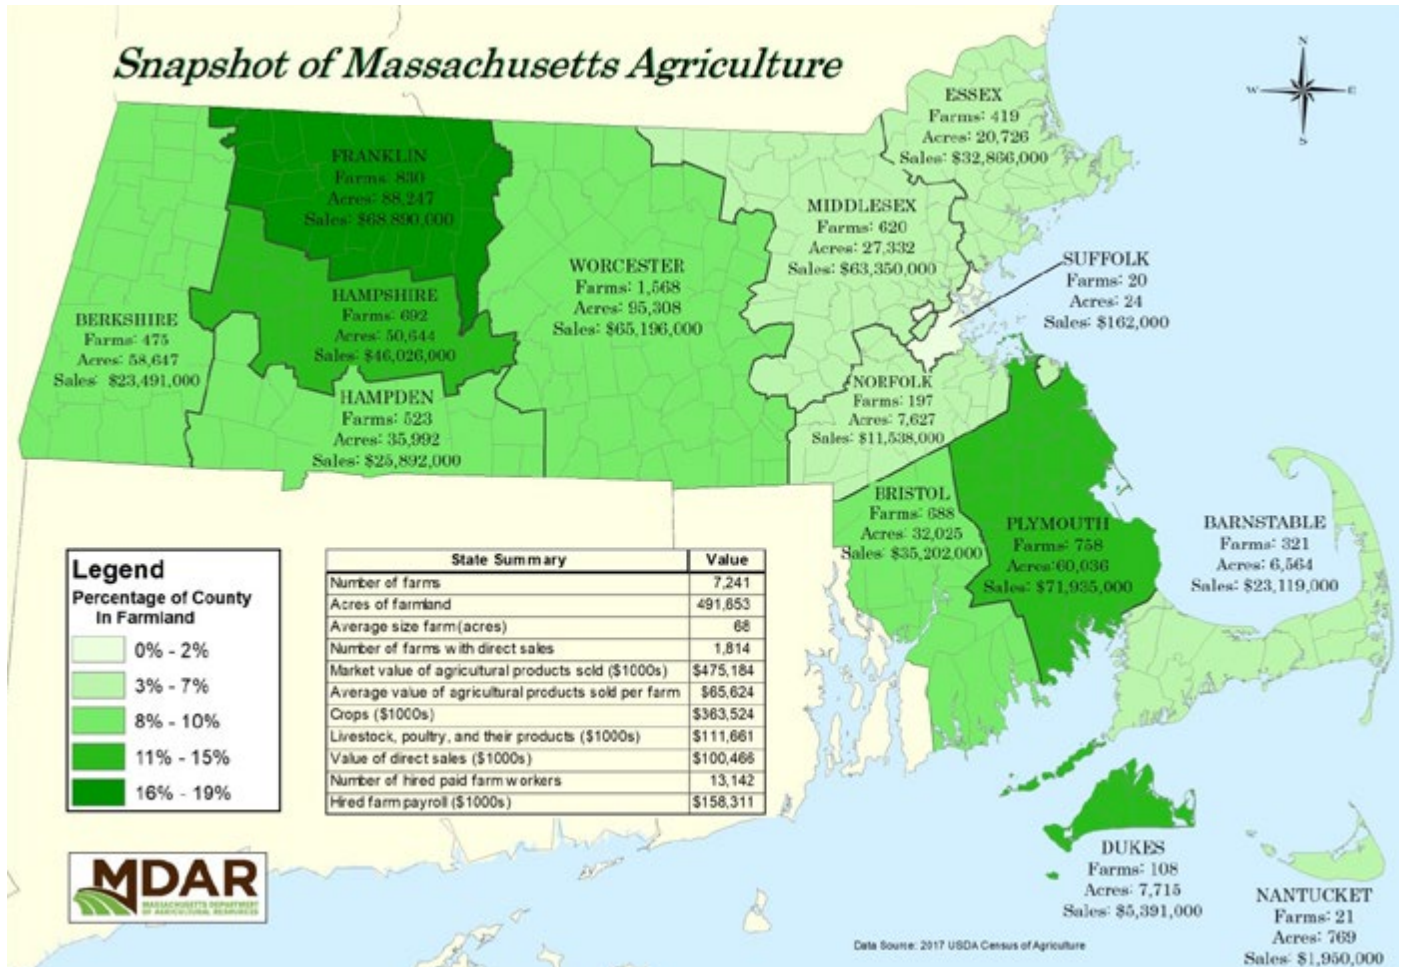 Snapshot of Massachusetts Agriculture
N
W
E
S
ESSEX
Farms: 419
Acres: 20,726
Sales: $32,866,000
FRANKLIN
Farms: 830
Acres: 88,247
Sales: $68,890,000
MIDDLESEX
Farms: 620
Acres: 27,332
Sales: $63,350,000
WORCESTER
Farms: 1,568
Acres: 95,308
Sales: $65,196,000
SUFFOLK
Farms: 20
Acres: 24
Sales: $162,000
HAMPSHIRE
Farms: 692
Acres: 50,644
Sales: $46,026,000
BERKSHIRE
Farms: 475
Acres: 58,647
Sales: $23,491,000
HAMPDEN
Farms: 523
Acres: 35,992
Sales: $25,892,000
NORFOLK
Farms: 197
Acres: 7,627
Sales: $11,538,000
BRISTOL
Farms: 688
Acres: 32,025
Sales: $35,202,000
PLYMOUTH
Farms: 758
Acres:60,036
Sales: $71,935,000
BARNSTABLE
Farms: 321
Acres: 6,564
Sales: $23,119,000
DUKES
Farms: 108
Acres: 7,715
Sales: $5,391,000
NANTUCKET
Farms: 21
Acres: 769
Sales: $1,950,000
Legend
Percentage of County
In Farmland
0% - 2%
3% - 7%
8% - 10%
11% - 15%
16% - 19%
State Summary Value
Number of farms 7,241
Acres of farmland 491,653
Average size farm(acres) 68
Number of farms with direct sales 1,814
Market value of agricultural products sold ($1000s) $475,184
Average value of agricultural products sold per farm $65,624
Crops ($1000s) $363,524
Livestock, poultry, and their products ($1000s) $111,661
Value of direct sales ($1000s) $100,466
Number of hired paid farm workers 13,142
Hired farm payroll ($1000s) $158,311
MDAR
MASSACHUSETTS DEPARTMENT
OF AGRICULTURAL RESOURCES
Data Source: 2017 USDA Census of Agriculture